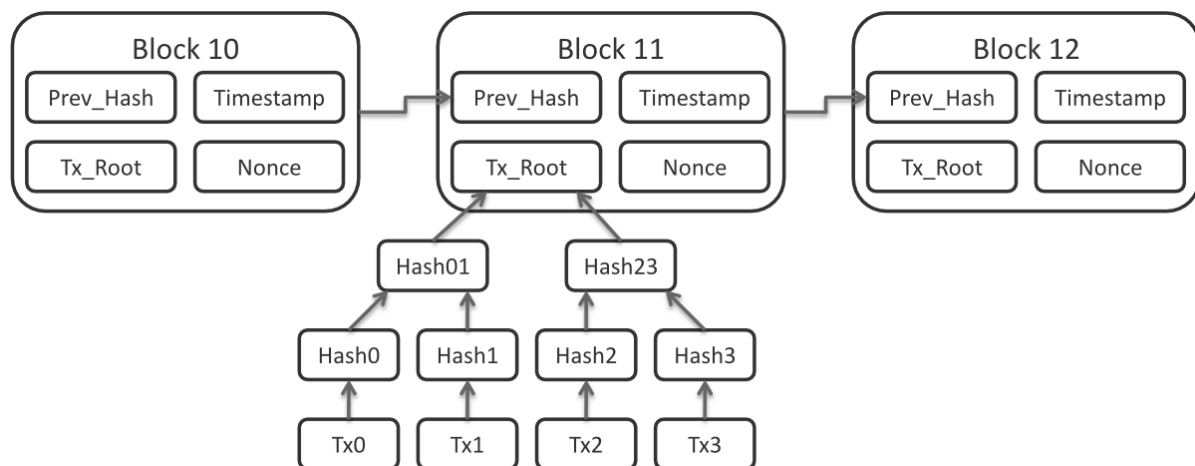 Block 10 Block 11 Block 12
Prev_Hash Timestamp Prev_Hash Timestamp Prev_Hash Timestamp
Tx_Root Nonce Tx_Root Nonce Tx_Root Nonce
Hash01 Hash23
Hash0 Hash1 Hash2 Hash3
Tx0 Tx1 Tx2 Tx3